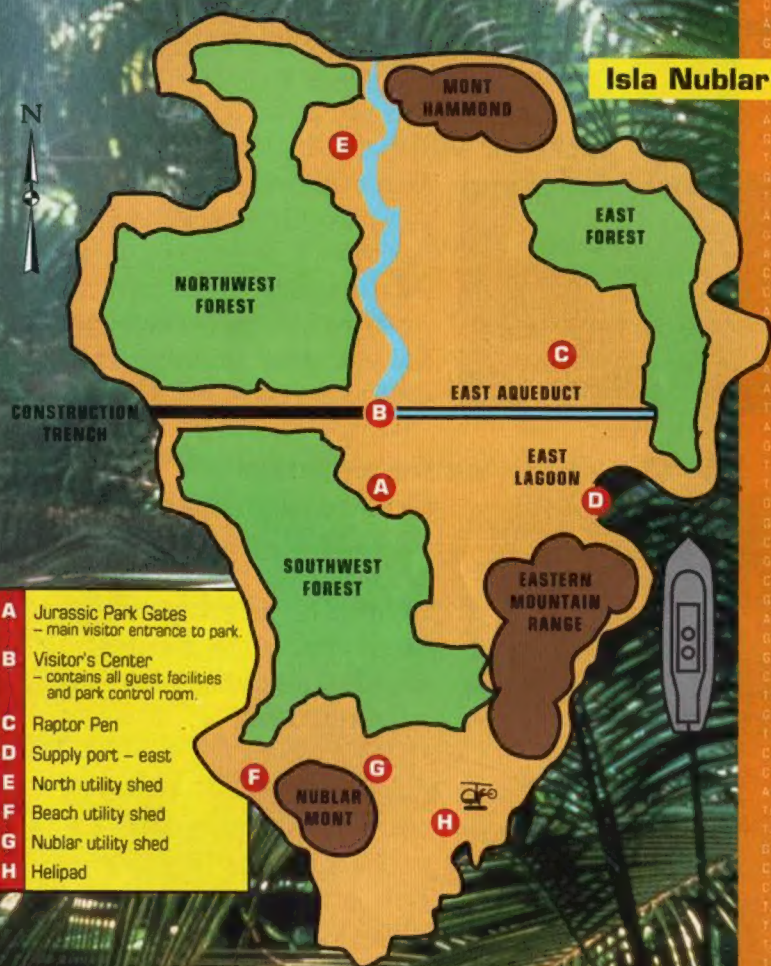 Isla Nublar
N
MONT
HAMMOND
E
EAST
FOREST
NORTHWEST
FOREST
C
EAST AQUEDUCT
CONSTRUCTION
TRENCH
B
EAST
LAGOON
A
D
SOUTHWEST
FOREST
EASTERN
MOUNTAIN
RANGE
F
G
NUBLAR
MONT
H
A Jurassic Park Gates
– main visitor entrance to park.
B Visitor's Center
– contains all guest facilities
and park control room.
C Raptor Pen
D Supply port – east
E North utility shed
F Beach utility shed
G Nublar utility shed
H Helipad